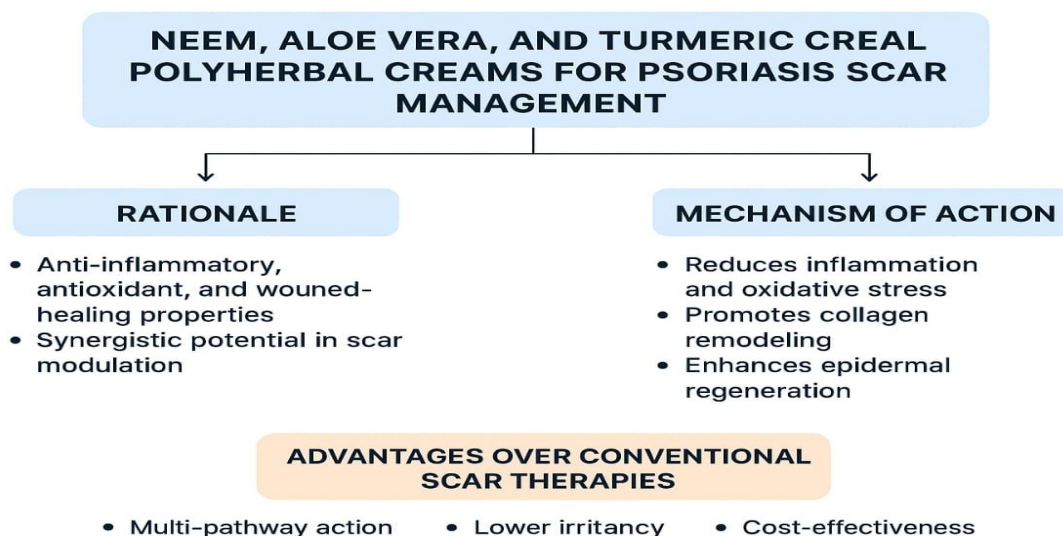 NEEM, ALOE VERA, AND TURMERIC CREAL
POLYHERBAL CREAMS FOR PSORIASIS SCAR
MANAGEMENT
RATIONALE
• Anti-inflammatory,
antioxidant, and wouned-
healing properties
• Synergistic potential in scar
modulation
MECHANISM OF ACTION
• Reduces inflammation
and oxidative stress
• Promotes collagen
remodeling
• Enhances epidermal
regeneration
ADVANTAGES OVER CONVENTIONAL
SCAR THERAPIES
• Multi-pathway action • Lower irritancy • Cost-effectiveness